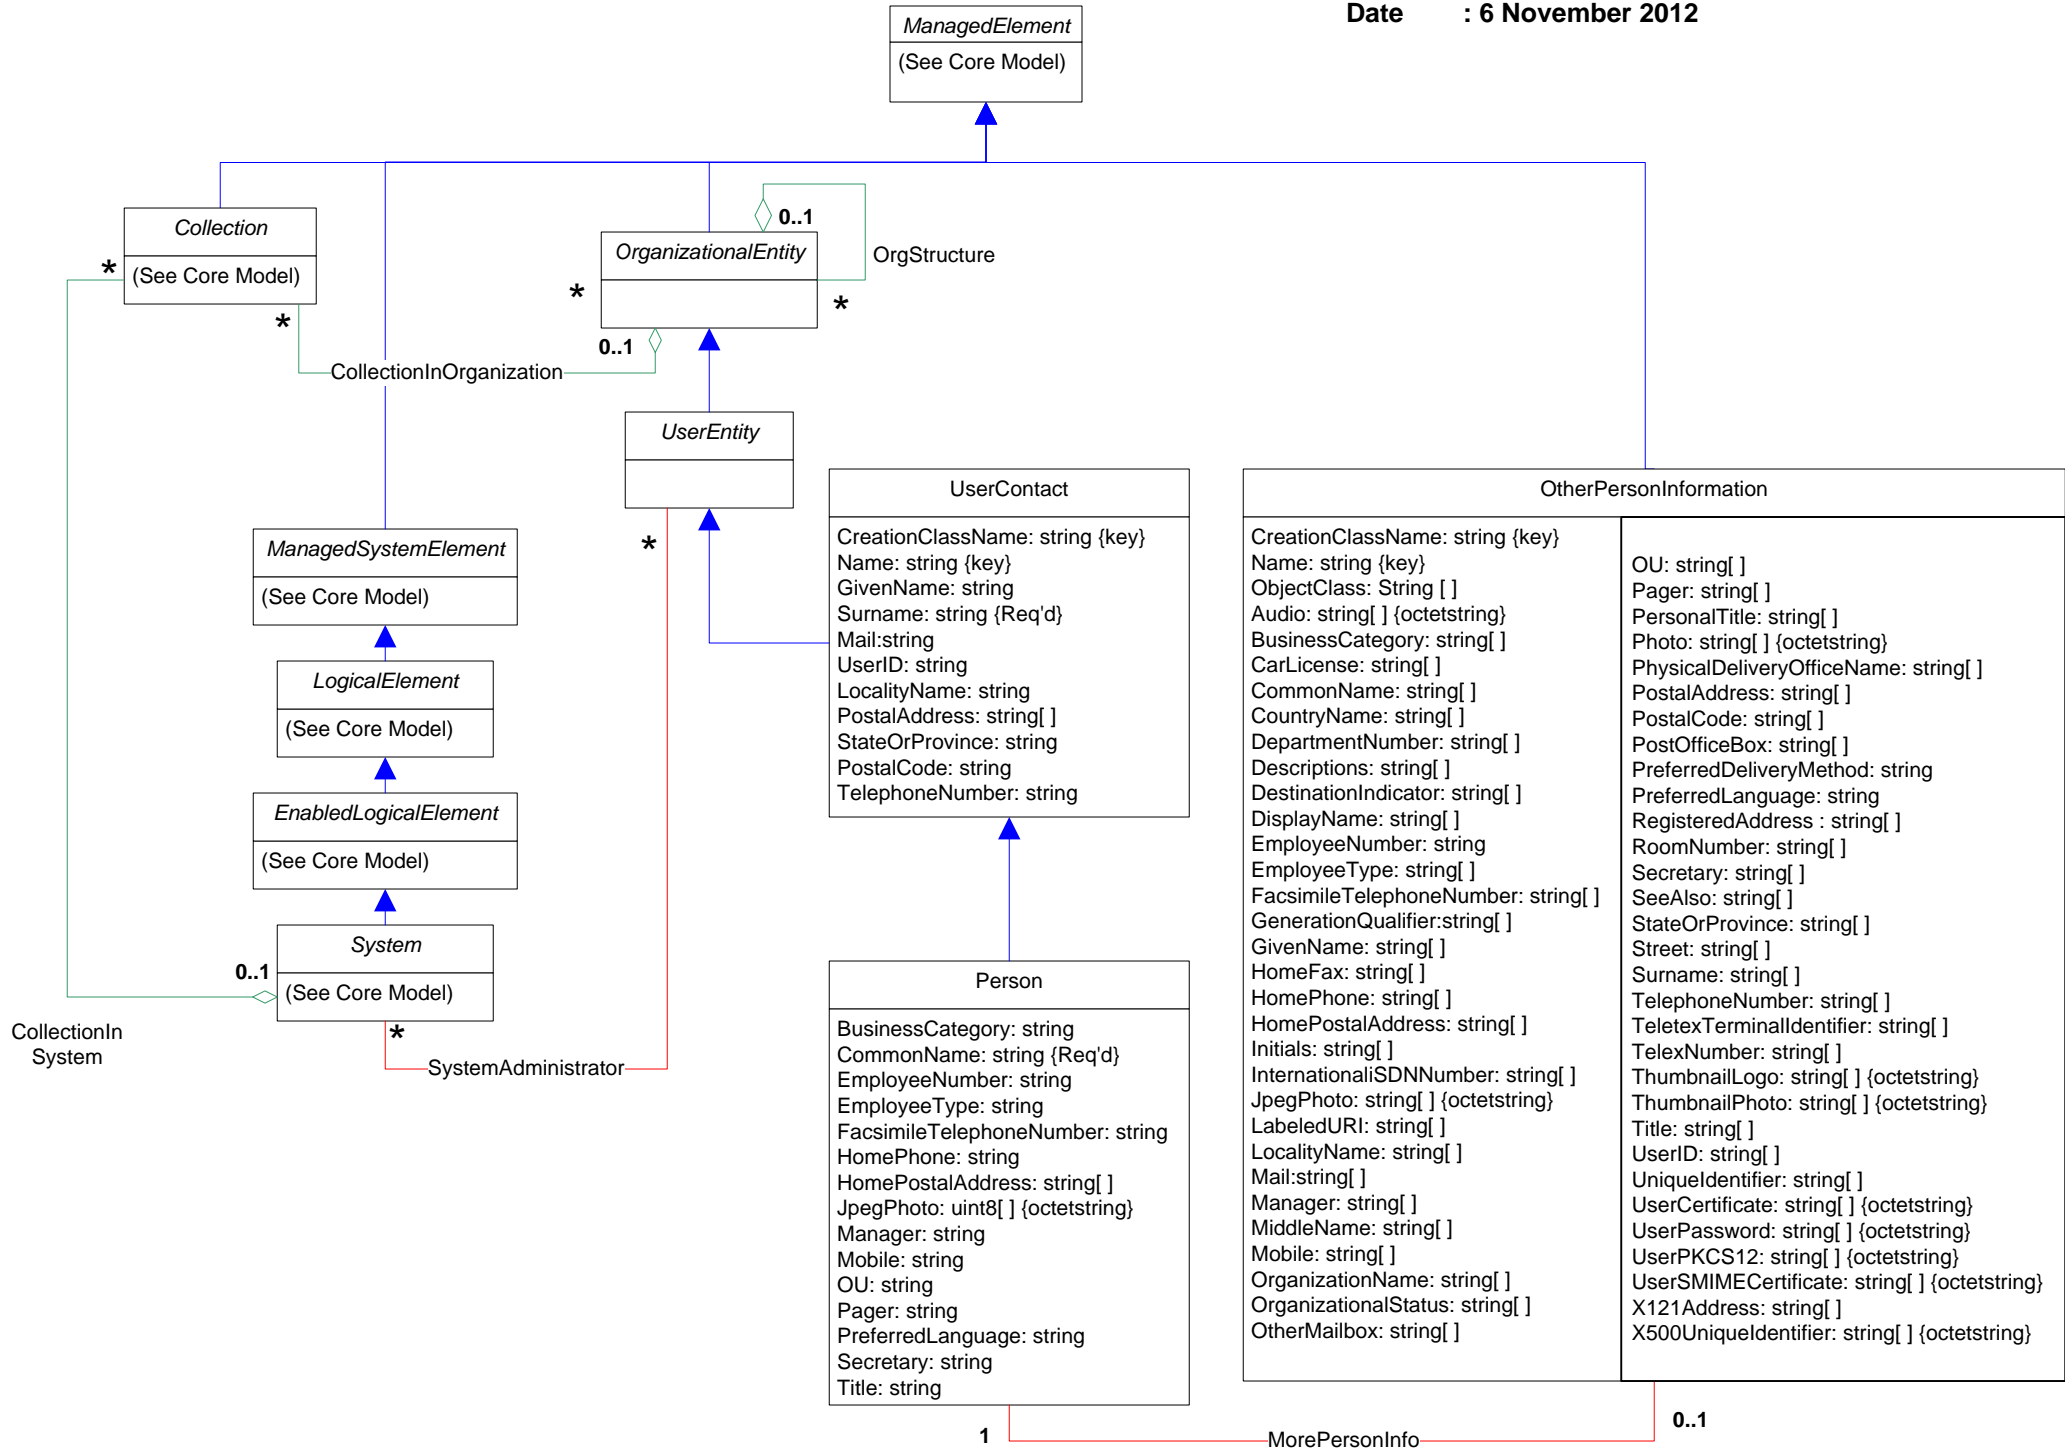 Date : 6 November 2012
ManagedElement
(See Core Model)
Collection
(See Core Model)
*
*
0..1
OrganizationalEntity
OrgStructure
*
*
0..1
CollectionInOrganization
UserEntity
*
ManagedSystemElement
(See Core Model)
LogicalElement
(See Core Model)
EnabledLogicalElement
(See Core Model)
System
(See Core Model)
0..1
*
CollectionIn
System
SystemAdministrator
UserContact
CreationClassName: string {key}
Name: string {key}
GivenName: string
Surname: string {Req'd}
Mail:string
UserID: string
LocalityName: string
PostalAddress: string[ ]
StateOrProvince: string
PostalCode: string
TelephoneNumber: string
Person
BusinessCategory: string
CommonName: string {Req'd}
EmployeeNumber: string
EmployeeType: string
FacsimileTelephoneNumber: string
HomePhone: string
HomePostalAddress: string[ ]
JpegPhoto: uint8[ ] {octetstring}
Manager: string
Mobile: string
OU: string
Pager: string
PreferredLanguage: string
Secretary: string
Title: string
OtherPersonInformation
CreationClassName: string {key}
Name: string {key}
ObjectClass: String [ ]
Audio: string[ ] {octetstring}
BusinessCategory: string[ ]
CarLicense: string[ ]
CommonName: string[ ]
CountryName: string[ ]
DepartmentNumber: string[ ]
Descriptions: string[ ]
DestinationIndicator: string[ ]
DisplayName: string[ ]
EmployeeNumber: string
EmployeeType: string[ ]
FacsimileTelephoneNumber: string[ ]
GenerationQualifier:string[ ]
GivenName: string[ ]
HomeFax: string[ ]
HomePhone: string[ ]
HomePostalAddress: string[ ]
Initials: string[ ]
InternationaliSDNNumber: string[ ]
JpegPhoto: string[ ] {octetstring}
LabeledURI: string[ ]
LocalityName: string[ ]
Mail:string[ ]
Manager: string[ ]
MiddleName: string[ ]
Mobile: string[ ]
OrganizationName: string[ ]
OrganizationalStatus: string[ ]
OtherMailbox: string[ ]
OU: string[ ]
Pager: string[ ]
PersonalTitle: string[ ]
Photo: string[ ] {octetstring}
PhysicalDeliveryOfficeName: string[ ]
PostalAddress: string[ ]
PostalCode: string[ ]
PostOfficeBox: string[ ]
PreferredDeliveryMethod: string
PreferredLanguage: string
RegisteredAddress : string[ ]
RoomNumber: string[ ]
Secretary: string[ ]
SeeAlso: string[ ]
StateOrProvince: string[ ]
Street: string[ ]
Surname: string[ ]
TelephoneNumber: string[ ]
TeletexTerminalIdentifier: string[ ]
TelexNumber: string[ ]
ThumbnailLogo: string[ ] {octetstring}
ThumbnailPhoto: string[ ] {octetstring}
Title: string[ ]
UserID: string[ ]
UniqueIdentifier: string[ ]
UserCertificate: string[ ] {octetstring}
UserPassword: string[ ] {octetstring}
UserPKCS12: string[ ] {octetstring}
UserSMIMECertificate: string[ ] {octetstring}
X121Address: string[ ]
X500UniqueIdentifier: string[ ] {octetstring}
1
MorePersonInfo
0..1